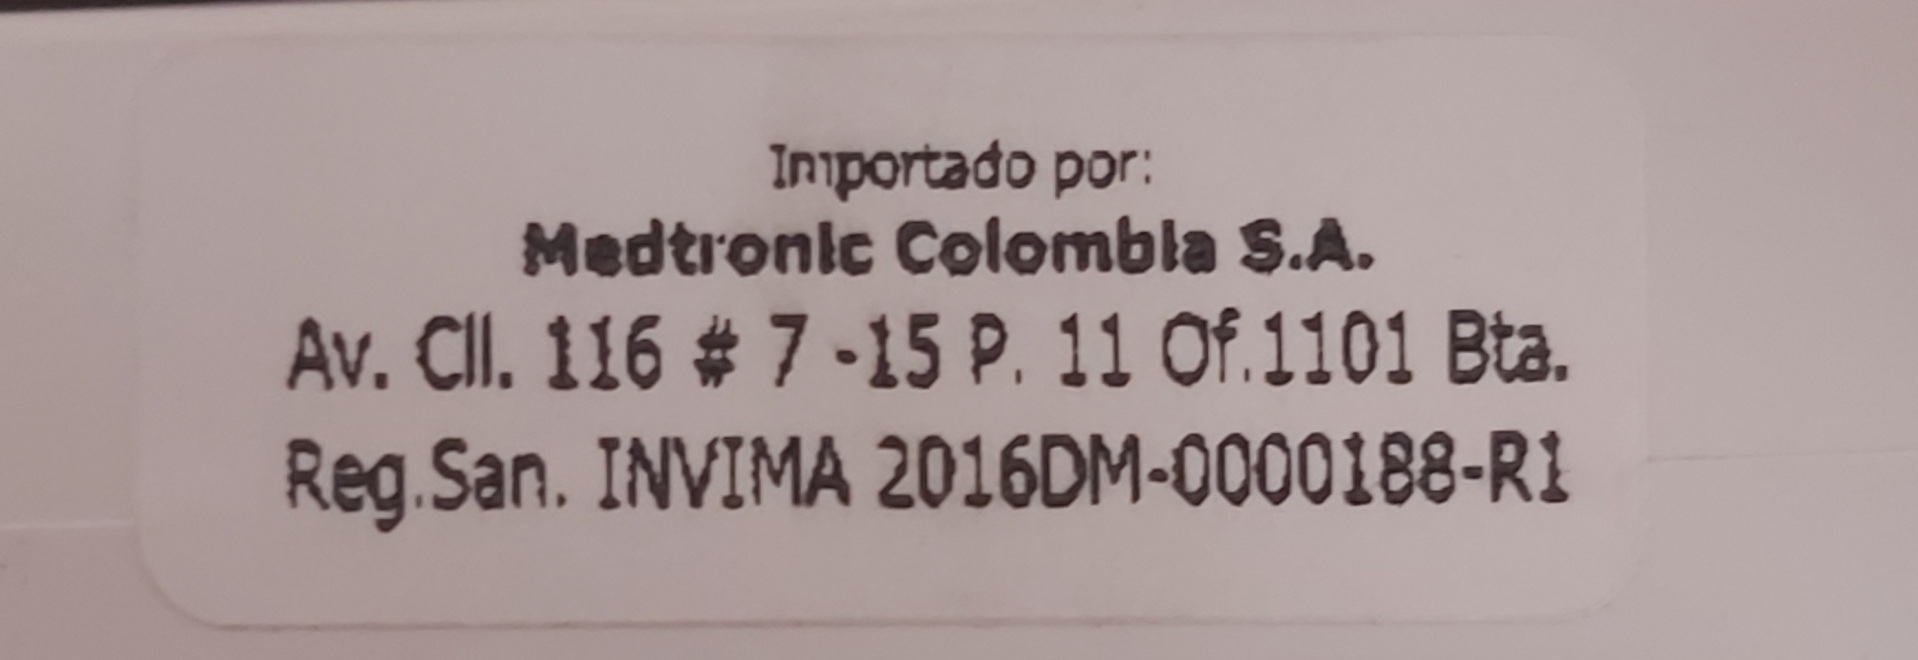 Importado por:
Medtronic Colombia S.A.
Av. Cll. 116 # 7 -15 P. 11 Of.1101 Bta.
Reg.San. INVIMA 2016DM-0000188-R1